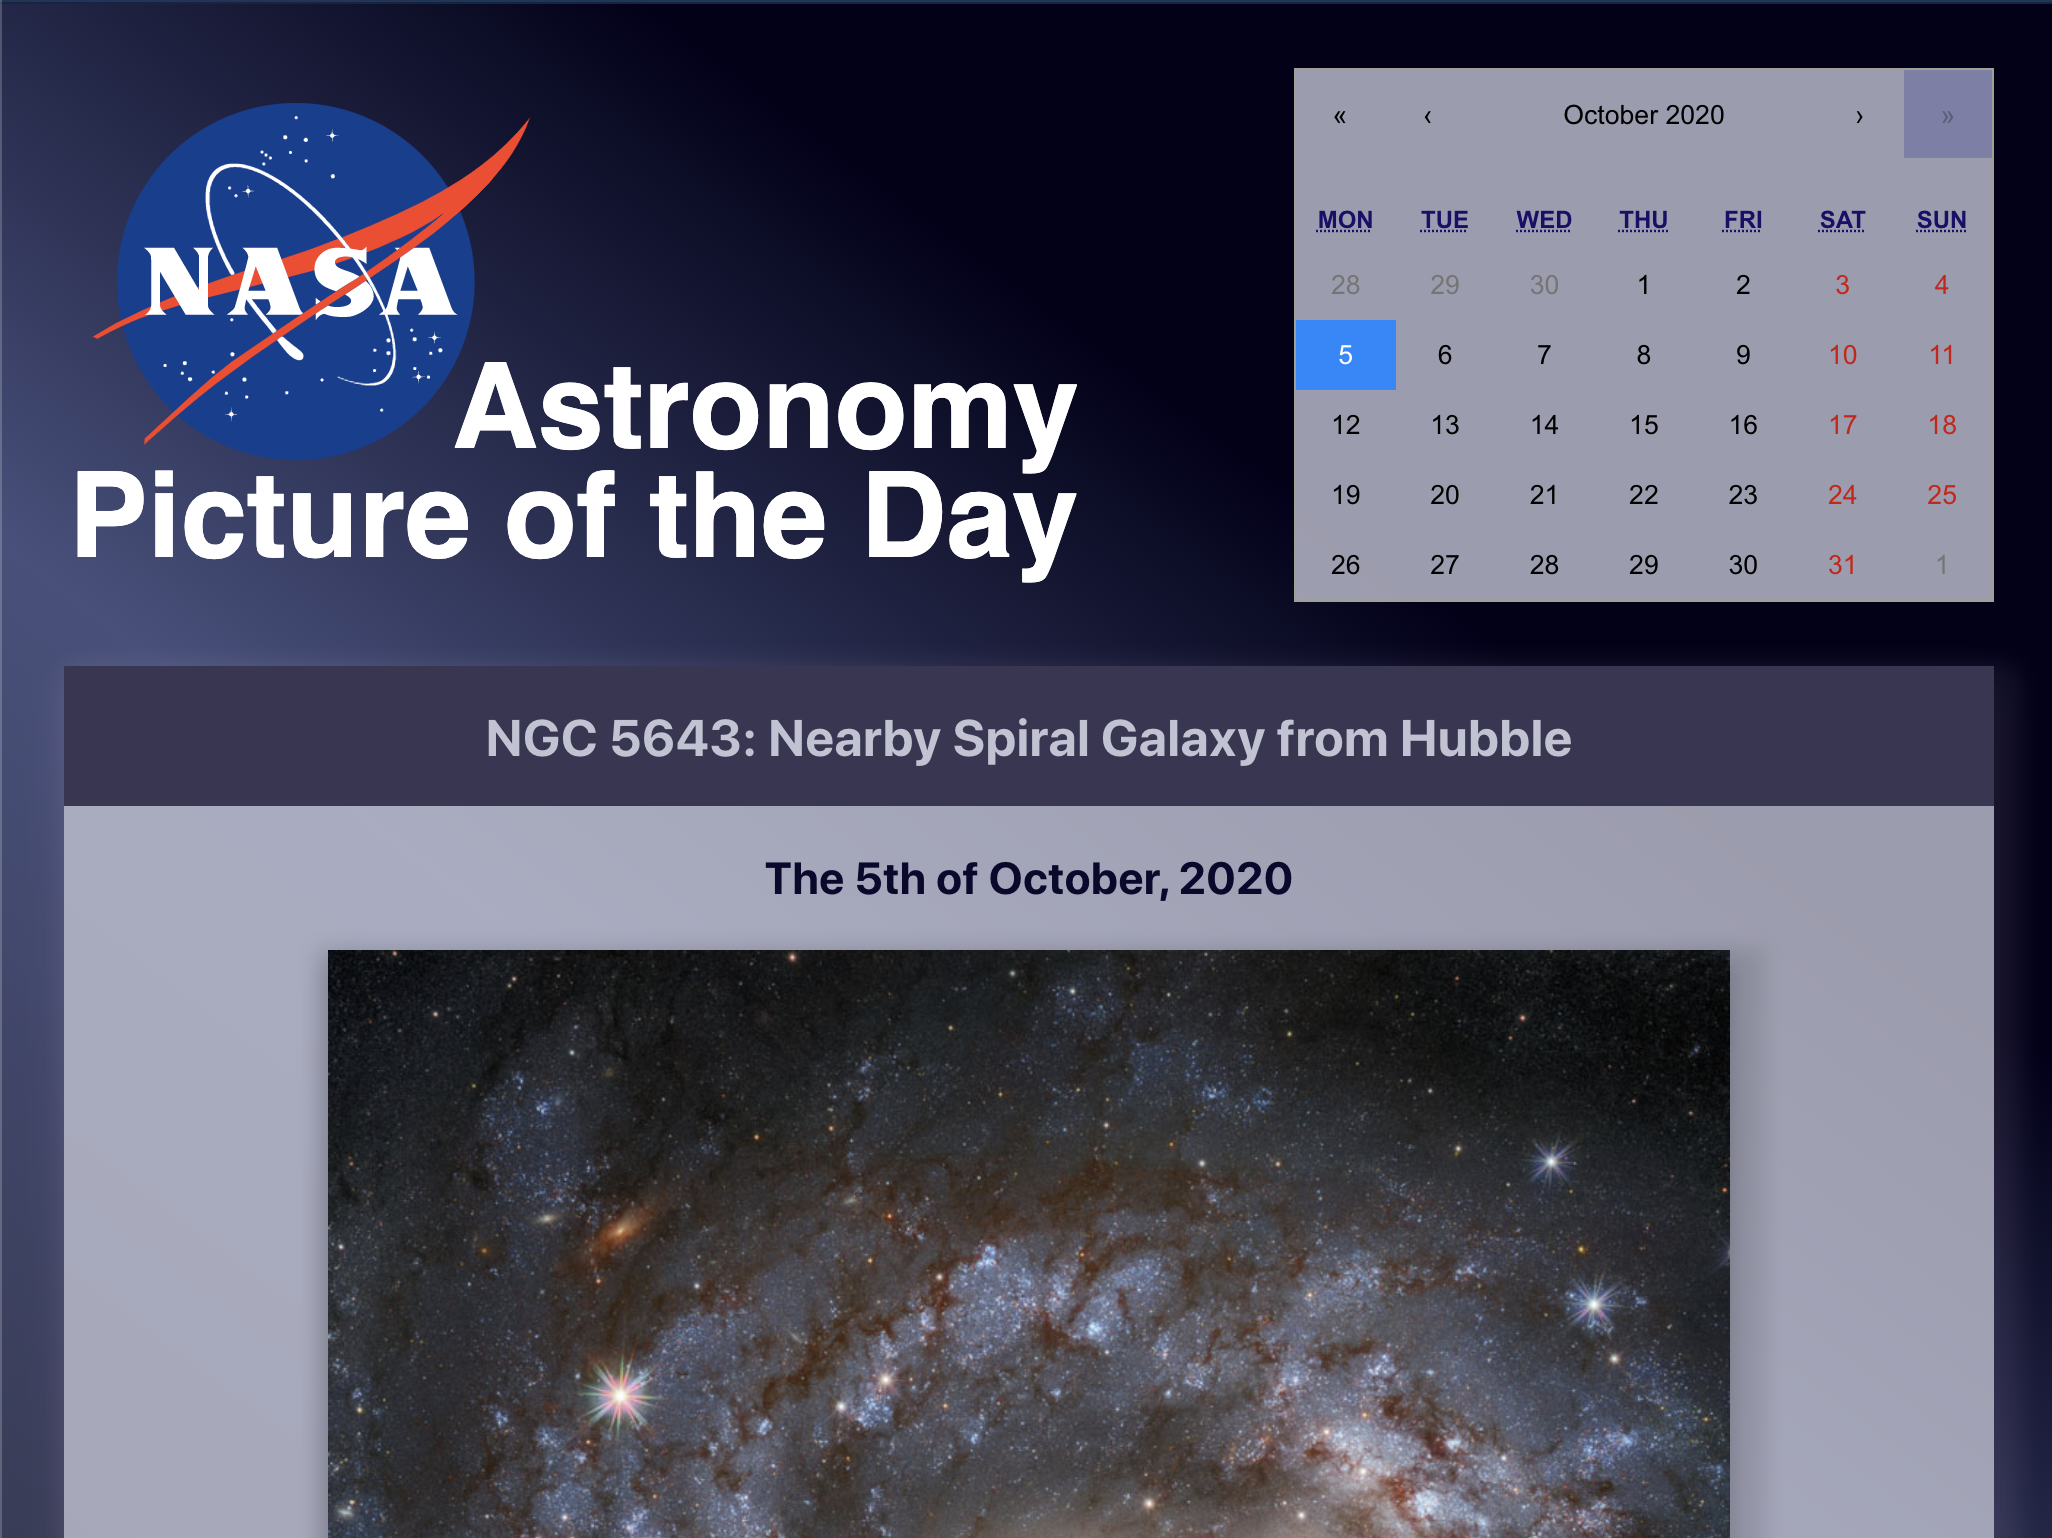 NASA
Astronomy
Picture of the Day
« ‹ October 2020 › »
MON TUE WED THU FRI SAT SUN
28 29 30 1 2 3 4
5 6 7 8 9 10 11
12 13 14 15 16 17 18
19 20 21 22 23 24 25
26 27 28 29 30 31 1
NGC 5643: Nearby Spiral Galaxy from Hubble
The 5th of October, 2020